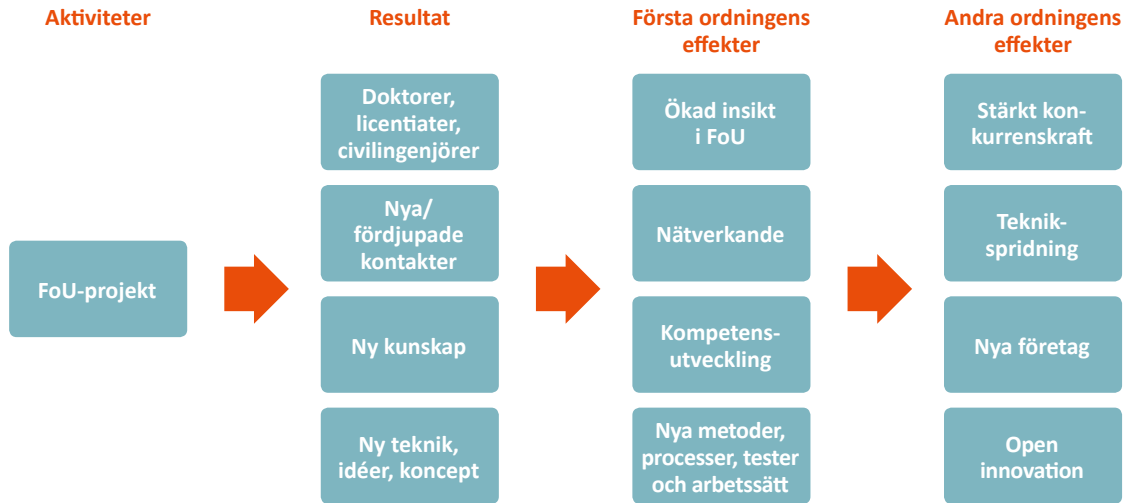 Aktiviteter
Resultat
Första ordningens
effekter
Andra ordningens
effekter
FoU-projekt
Doktorer,
licentiater,
civilingenjörer
Nya/
fördjupade
kontakter
Ny kunskap
Ny teknik,
idéer, koncept
Ökad insikt
i FoU
Nätverkande
Kompetens-
utveckling
Nya metoder,
processer, tester
och arbetssätt
Stärkt kon-
kurrenskraft
Teknik-
spridning
Nya företag
Open
innovation